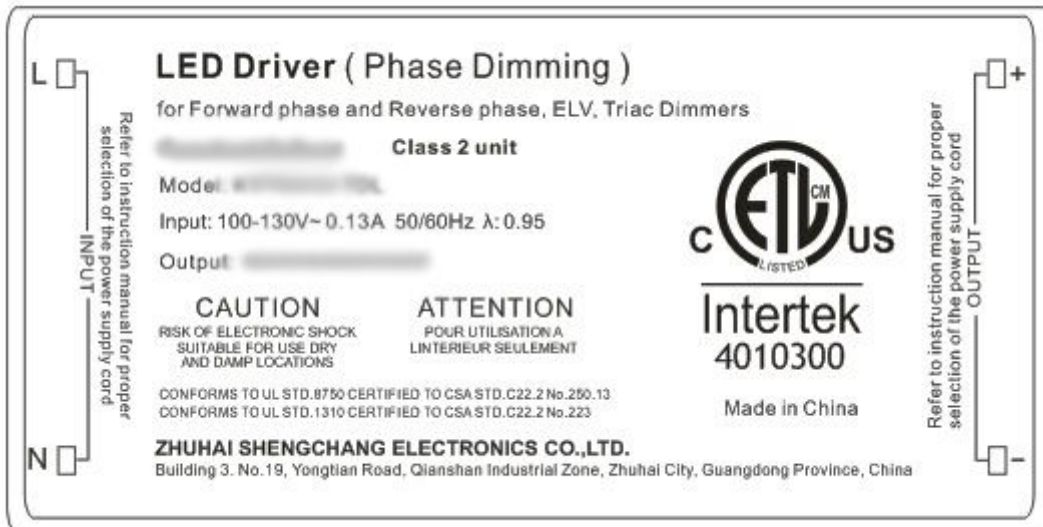 LED Driver ( Phase Dimming )
for Forward phase and Reverse phase, ELV, Triac Dimmers
Class 2 unit
Model: TDL
Input: 100-130V~ 0.13A 50/60Hz λ: 0.95
Output:
CAUTION
RISK OF ELECTRONIC SHOCK
SUITABLE FOR USE DRY
AND DAMP LOCATIONS
ATTENTION
POUR UTILISATION A
LINTERIEUR SEULEMENT
CONFORMS TO UL STD.8750 CERTIFIED TO CSA STD.C22.2 No.250.13
CONFORMS TO UL STD.1310 CERTIFIED TO CSA STD.C22.2 No.223
ZHUHAI SHENGCHANG ELECTRONICS CO.,LTD.
Building 3. No.19, Yongtian Road, Qianshan Industrial Zone, Zhuhai City, Guangdong Province, China
L
N
INPUT
Refer to instruction manual for proper
selection of the power supply cord
C ETL CM US
LISTED
Intertek
4010300
Made in China
Refer to instruction manual for proper
selection of the power supply cord
OUTPUT
+
-